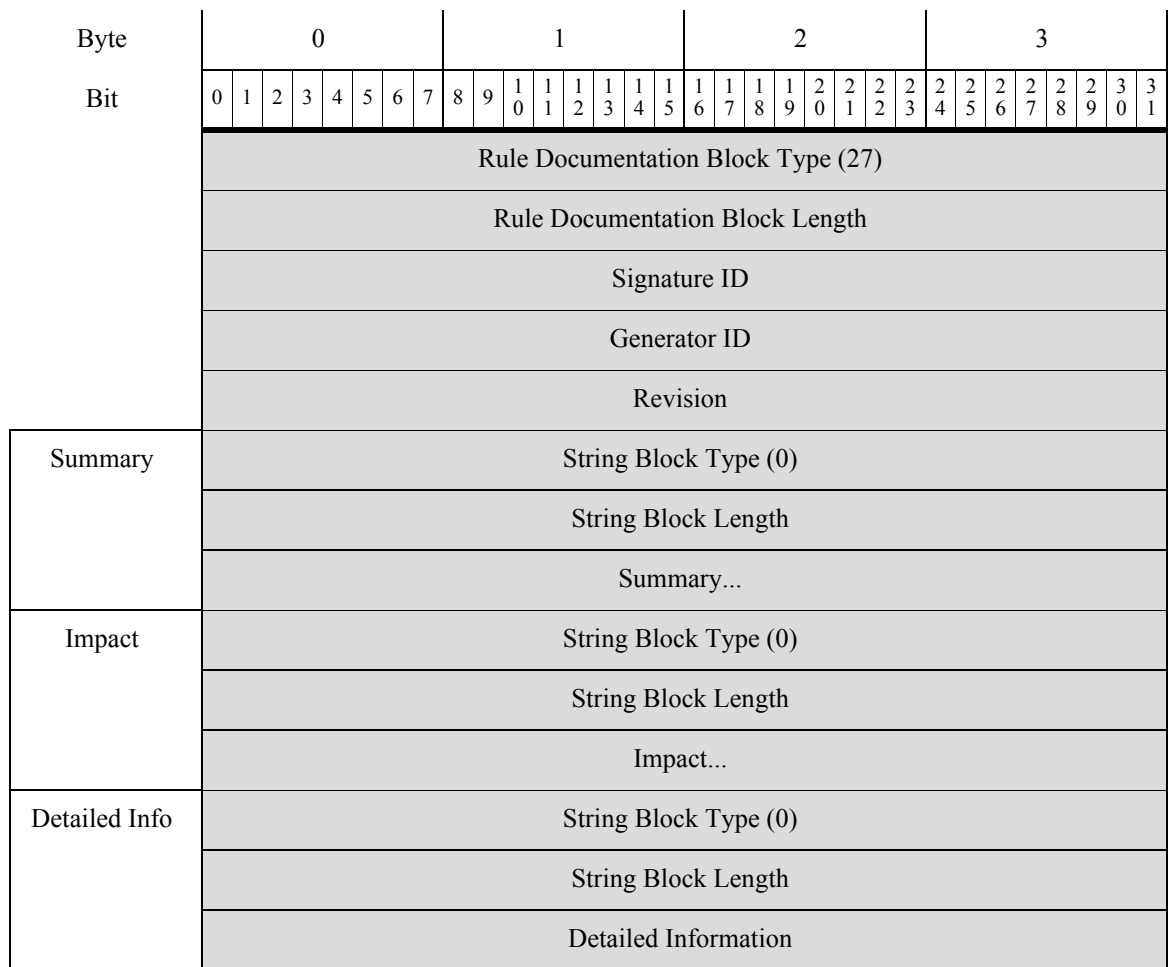 Byte 0 1 2 3
Bit 0 1 2 3 4 5 6 7 8 9 10 11 12 13 14 15 16 17 18 19 20 21 22 23 24 25 26 27 28 29 30 31
Rule Documentation Block Type (27)
Rule Documentation Block Length
Signature ID
Generator ID
Revision
Summary String Block Type (0)
String Block Length
Summary...
Impact String Block Type (0)
String Block Length
Impact...
Detailed Info String Block Type (0)
String Block Length
Detailed Information